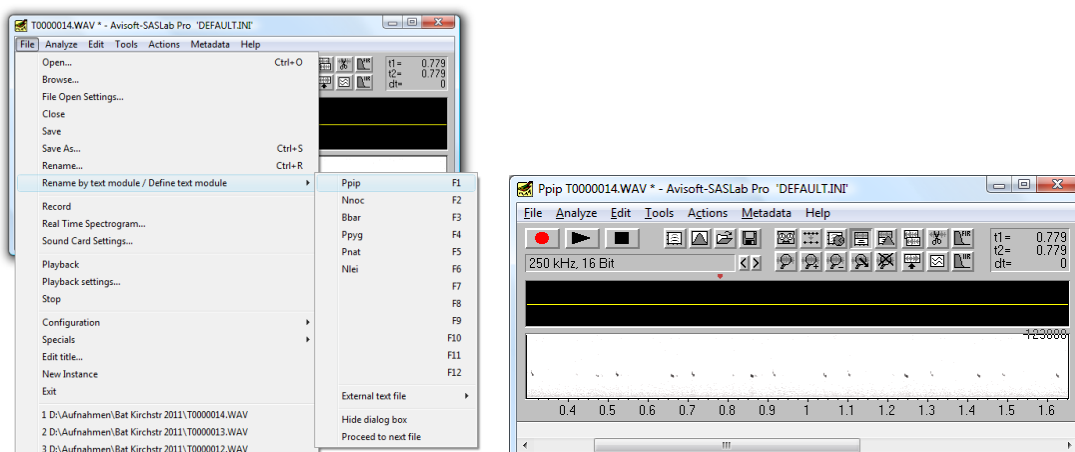 T0000014.WAV * - Avisoft-SASLab Pro 'DEFAULT.INI'
File Analyze Edit Tools Actions Metadata Help
Open... Ctrl+O
Browse...
File Open Settings...
Close
Save
Save As... Ctrl+S
Rename... Ctrl+R
Rename by text module / Define text module
Record
Real Time Spectrogram...
Sound Card Settings...
Playback
Playback settings...
Stop
Configuration
Specials
Edit title...
New Instance
Exit
1 D:\Aufnahmen\Bat Kirchstr 2011\T0000014.WAV
2 D:\Aufnahmen\Bat Kirchstr 2011\T0000013.WAV
3 D:\Aufnahmen\Bat Kirchstr 2011\T0000012.WAV
t1= 0.779
t2= 0.779
dt= 0
Ppip F1
Nnoc F2
Bbar F3
Ppyg F4
Pnat F5
Nlei F6
F7
F8
F9
F10
F11
F12
External text file
Hide dialog box
Proceed to next file
Ppip T0000014.WAV * - Avisoft-SASLab Pro 'DEFAULT.INI'
File Analyze Edit Tools Actions Metadata Help
250 kHz, 16 Bit
t1= 0.779
t2= 0.779
dt= 0
123880
0.4 0.5 0.6 0.7 0.8 0.9 1 1.1 1.2 1.3 1.4 1.5 1.6